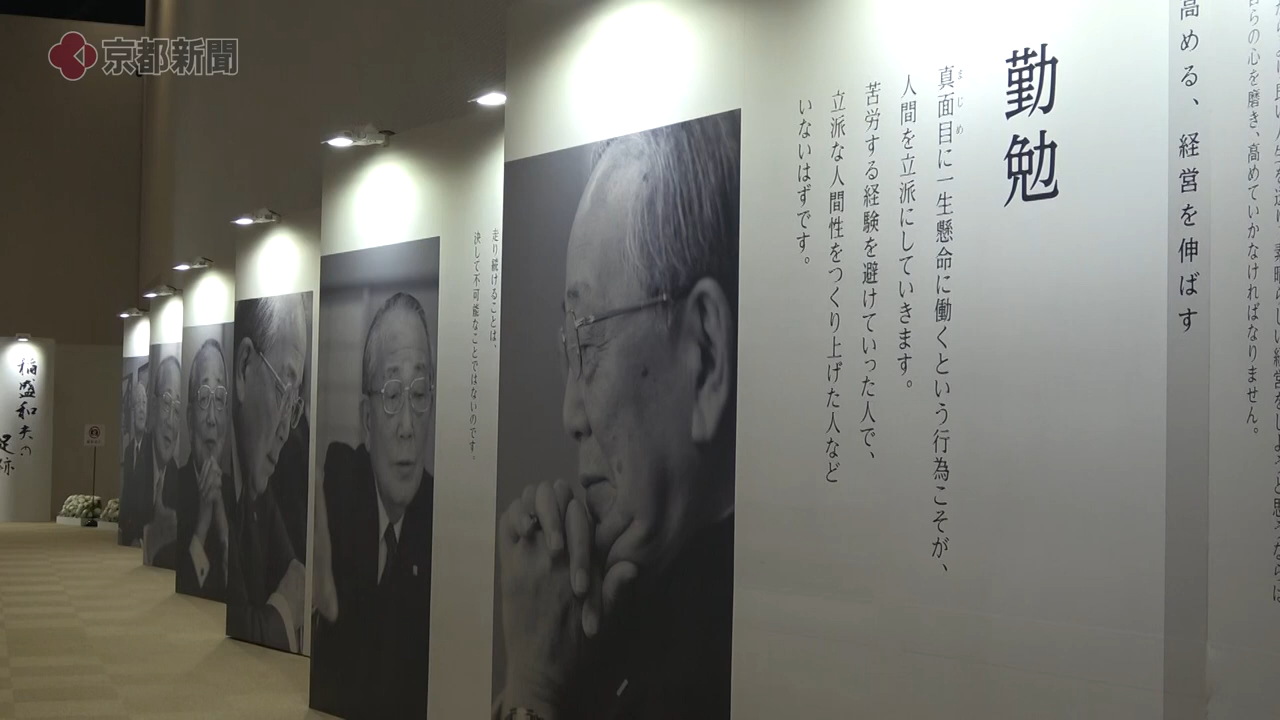 京都新聞
勤勉
真面目に一生懸命に働くという行為こそが、
まじめ
人間を立派にしていきます。
苦労する経験を避けていった人で、
立派な人間性をつくり上げた人など
いないはずです。
高める、経営を伸ばす
らの心を磨き、高めていかなければなりません。
走り続けることは、
決して不可能なことではないのです。
稲盛和夫の
足跡